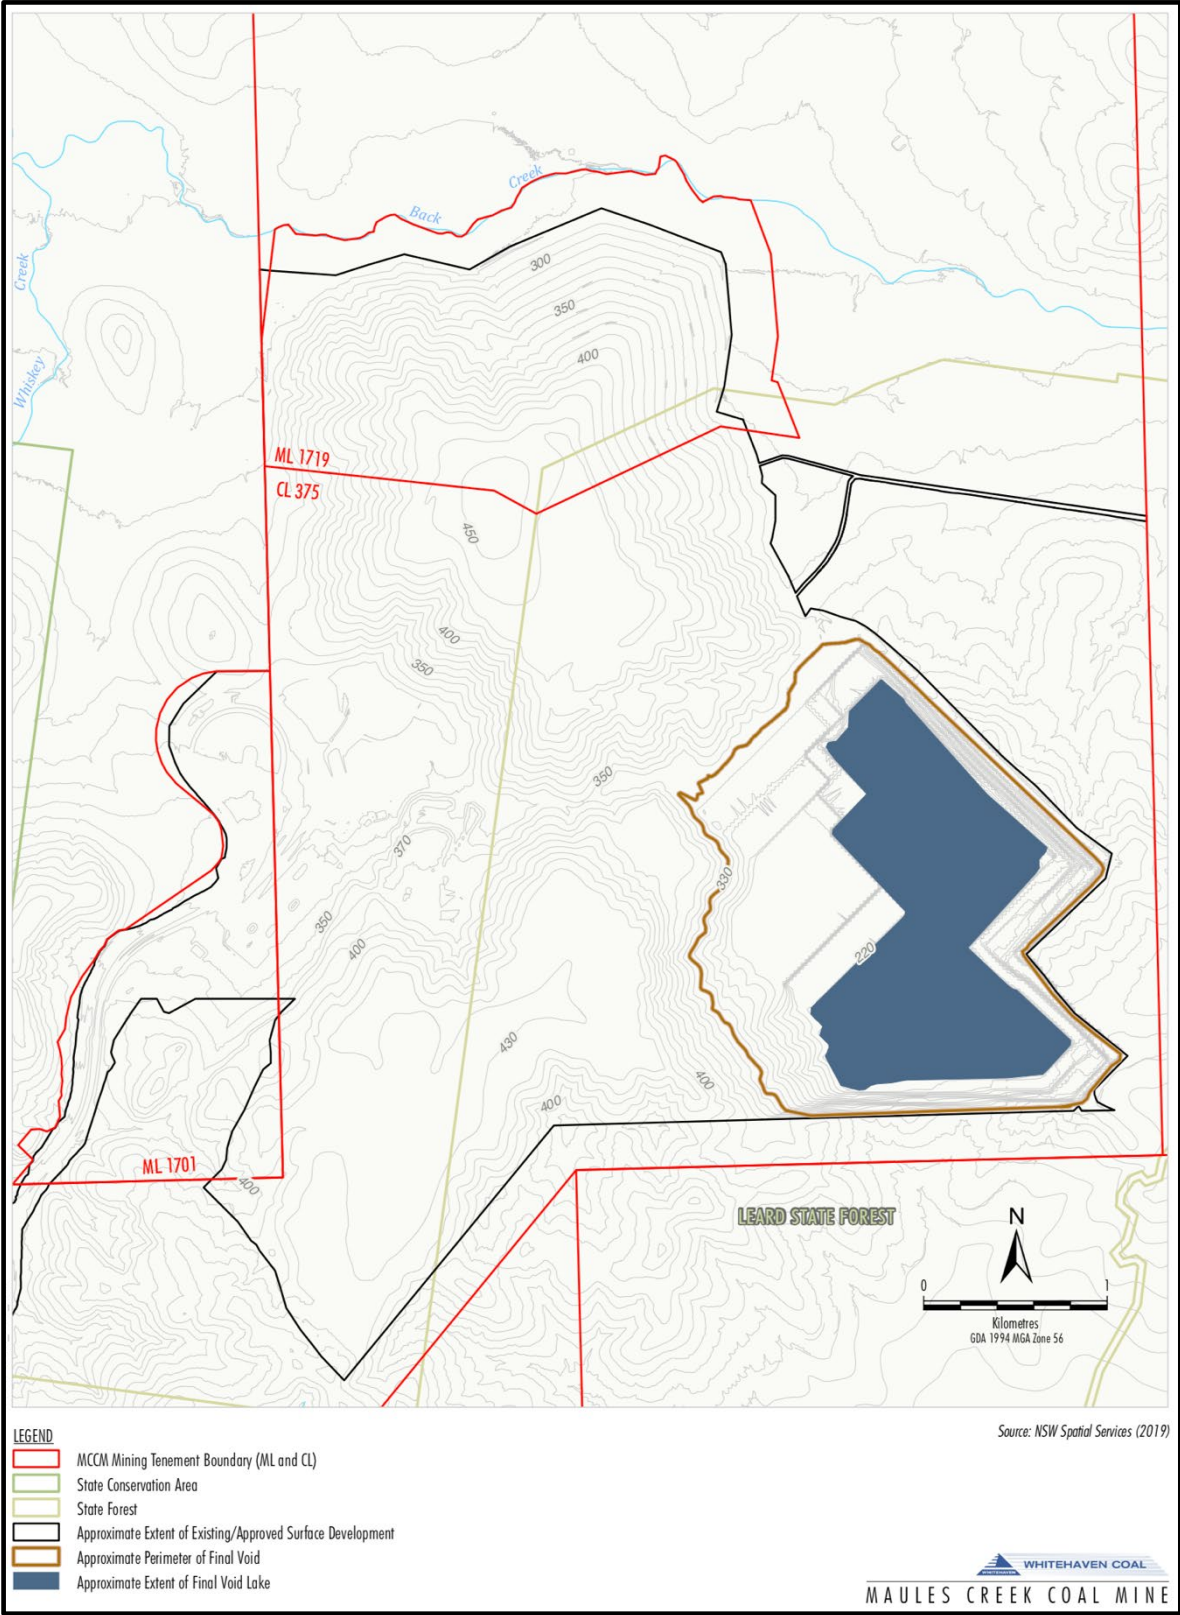 Back
Creek
Creek
Whiskey
300
350
400
ML 1719
CL 375
450
400
350
350
370
330
350
400
220
430
400
400
ML 1701
400
LEARD STATE FOREST
N
0 1
Kilometres
GDA 1994 MGA Zone 56
LEGEND
Source: NSW Spatial Services (2019)
MCCM Mining Tenement Boundary (ML and CL)
State Conservation Area
State Forest
Approximate Extent of Existing/Approved Surface Development
Approximate Perimeter of Final Void
Approximate Extent of Final Void Lake
WHITEHAVEN
WHITEHAVEN COAL
MAULES CREEK COAL MINE